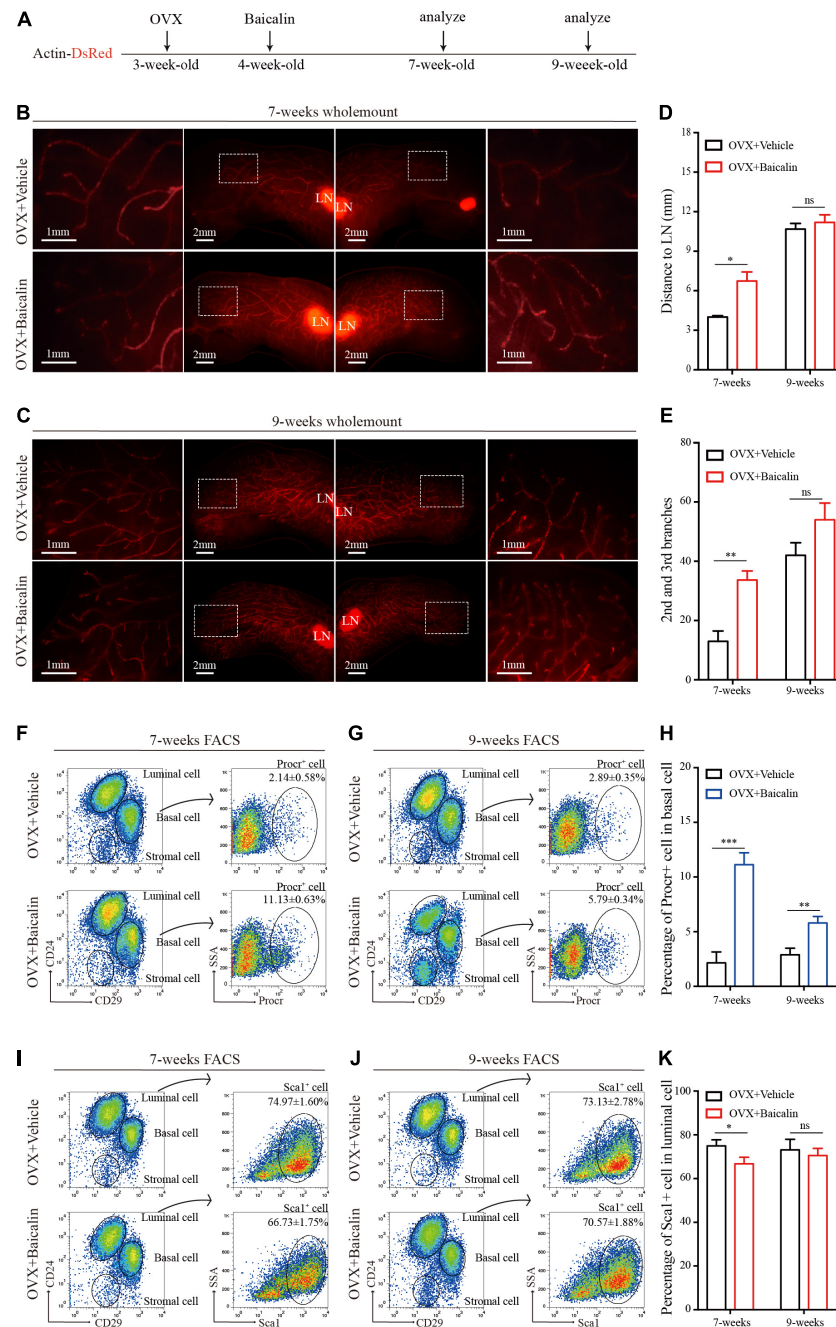 A
OVX
Baicalin
analyze
analyze
Actin-DsRed
3-week-old
4-week-old
7-week-old
9-weeek-old
B
7-weeks wholemount
OVX+Vehicle
LN
LN
1mm
2mm
2mm
1mm
OVX+Baicalin
LN
LN
1mm
2mm
2mm
1mm
C
9-weeks wholemount
OVX+Vehicle
LN
LN
1mm
2mm
2mm
1mm
OVX+Baicalin
LN
LN
1min
2mm
2mm
1mm
D
Distance to LN (mm)
18
15
12
9
6
3
0
OVX+Vehicle
OVX+Baicalin
*
ns
7-weeks
9-weeks
E
2nd and 3rd branches
80
60
40
20
0
OVX+Vehicle
OVX+Baicalin
**
ns
7-weeks
9-weeks
F
7-weeks FACS
OVX+Vehicle
Luminal cell
Basal cell
Stromal cell
Procr⁺ cell
2.14±0.58%
OVX+Baicalin
Luminal cell
Basal cell
Stromal cell
Procr⁺ cell
11.13±0.63%
CD24
CD29
SSA
Procr
G
9-weeks FACS
OVX+Vehicle
Luminal cell
Basal cell
Stromal cell
Procr⁺ cell
2.89±0.35%
OVX+Baicalin
Luminal cell
Basal cell
Stromal cell
Procr⁺ cell
5.79±0.34%
CD24
CD29
SSA
Procr
H
Percentage of Procr+ cell in basal cell
20
15
10
5
0
OVX+Vehicle
OVX+Baicalin
***
**
7-weeks
9-weeks
I
7-weeks FACS
OVX+Vehicle
Luminal cell
Basal cell
Stromal cell
Sca1⁺ cell
74.97±1.60%
OVX+Baicalin
Luminal cell
Basal cell
Stromal cell
Sca1⁺ cell
66.73±1.75%
CD24
CD29
SSA
Sca1
J
9-weeks FACS
OVX+Vehicle
Luminal cell
Basal cell
Stromal cell
Sca1⁺ cell
73.13±2.78%
OVX+Baicalin
Luminal cell
Basal cell
Stromal cell
Sca1⁺ cell
70.57±1.88%
CD24
CD29
SSA
Sca1
K
Percentage of Sca1+ cell in luminal cell
100
80
60
40
20
0
OVX+Vehicle
OVX+Baicalin
*
ns
7-weeks
9-weeks